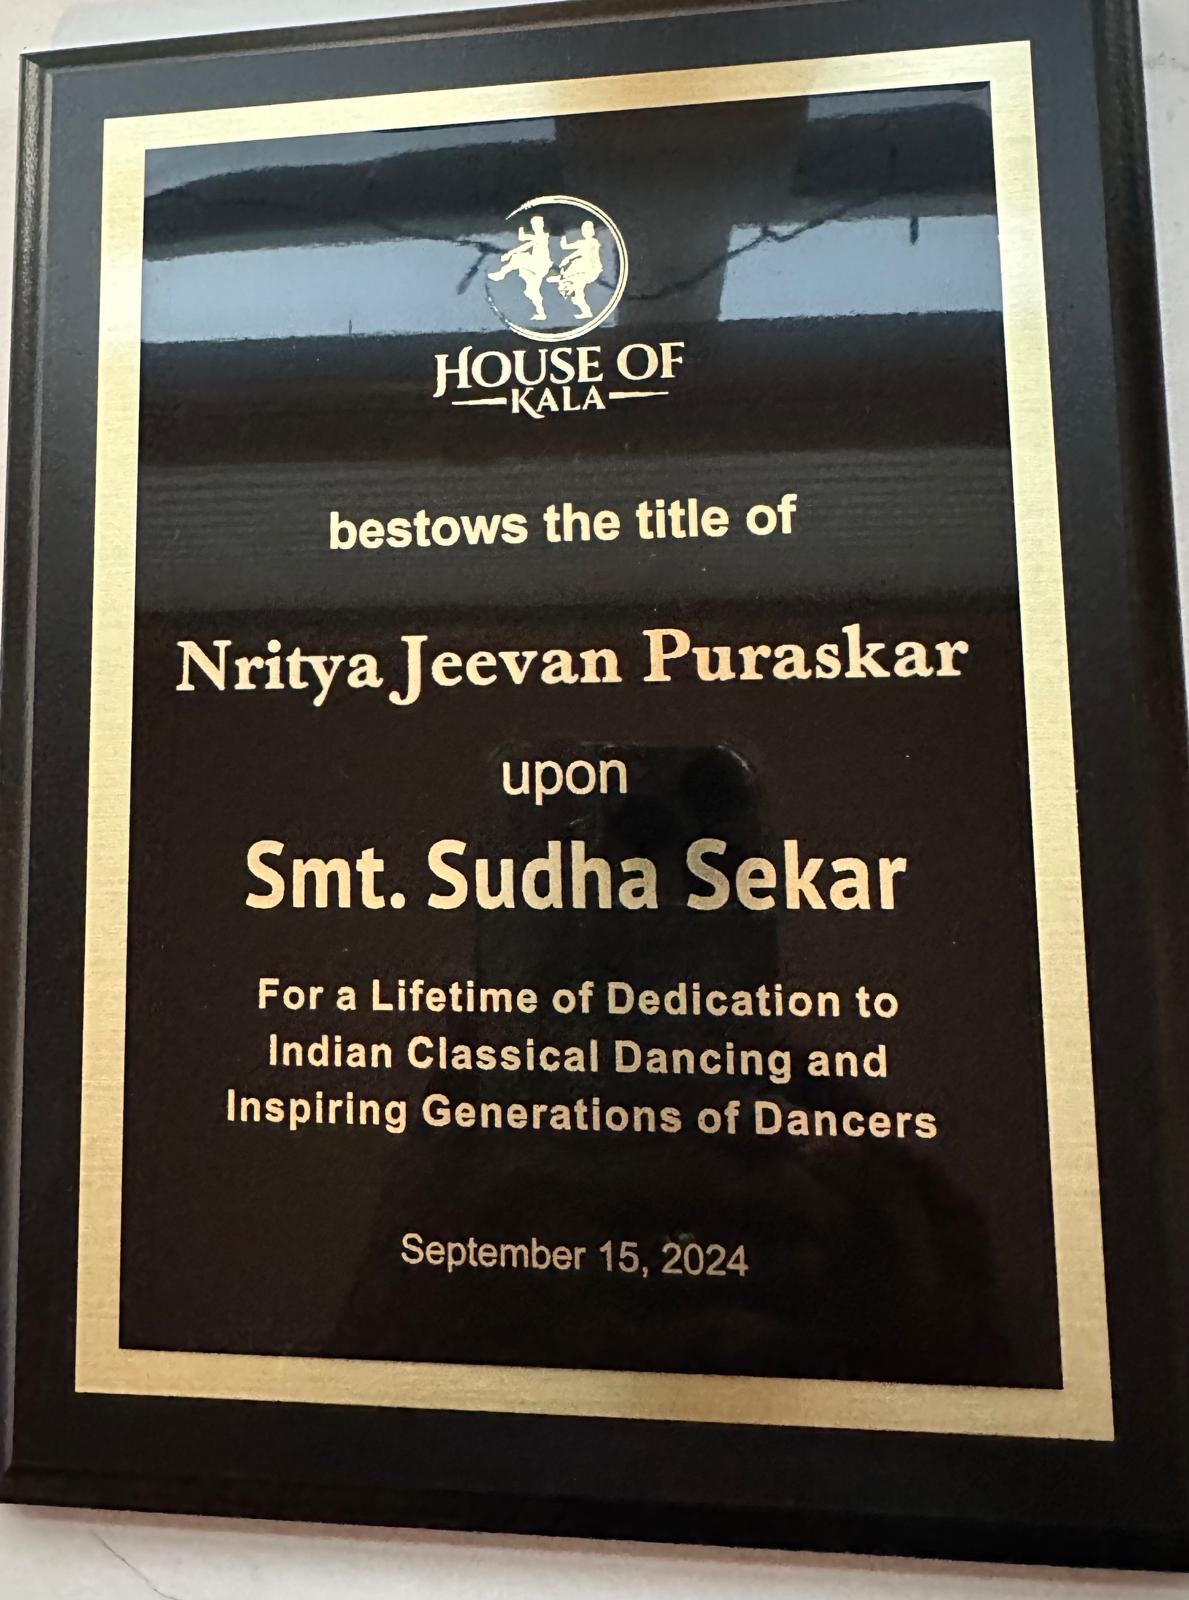 HOUSE OF
KALA
bestows the title of
Nritya Jeevan Puraskar
upon
Smt. Sudha Sekar
For a Lifetime of Dedication to
Indian Classical Dancing and
Inspiring Generations of Dancers
September 15, 2024